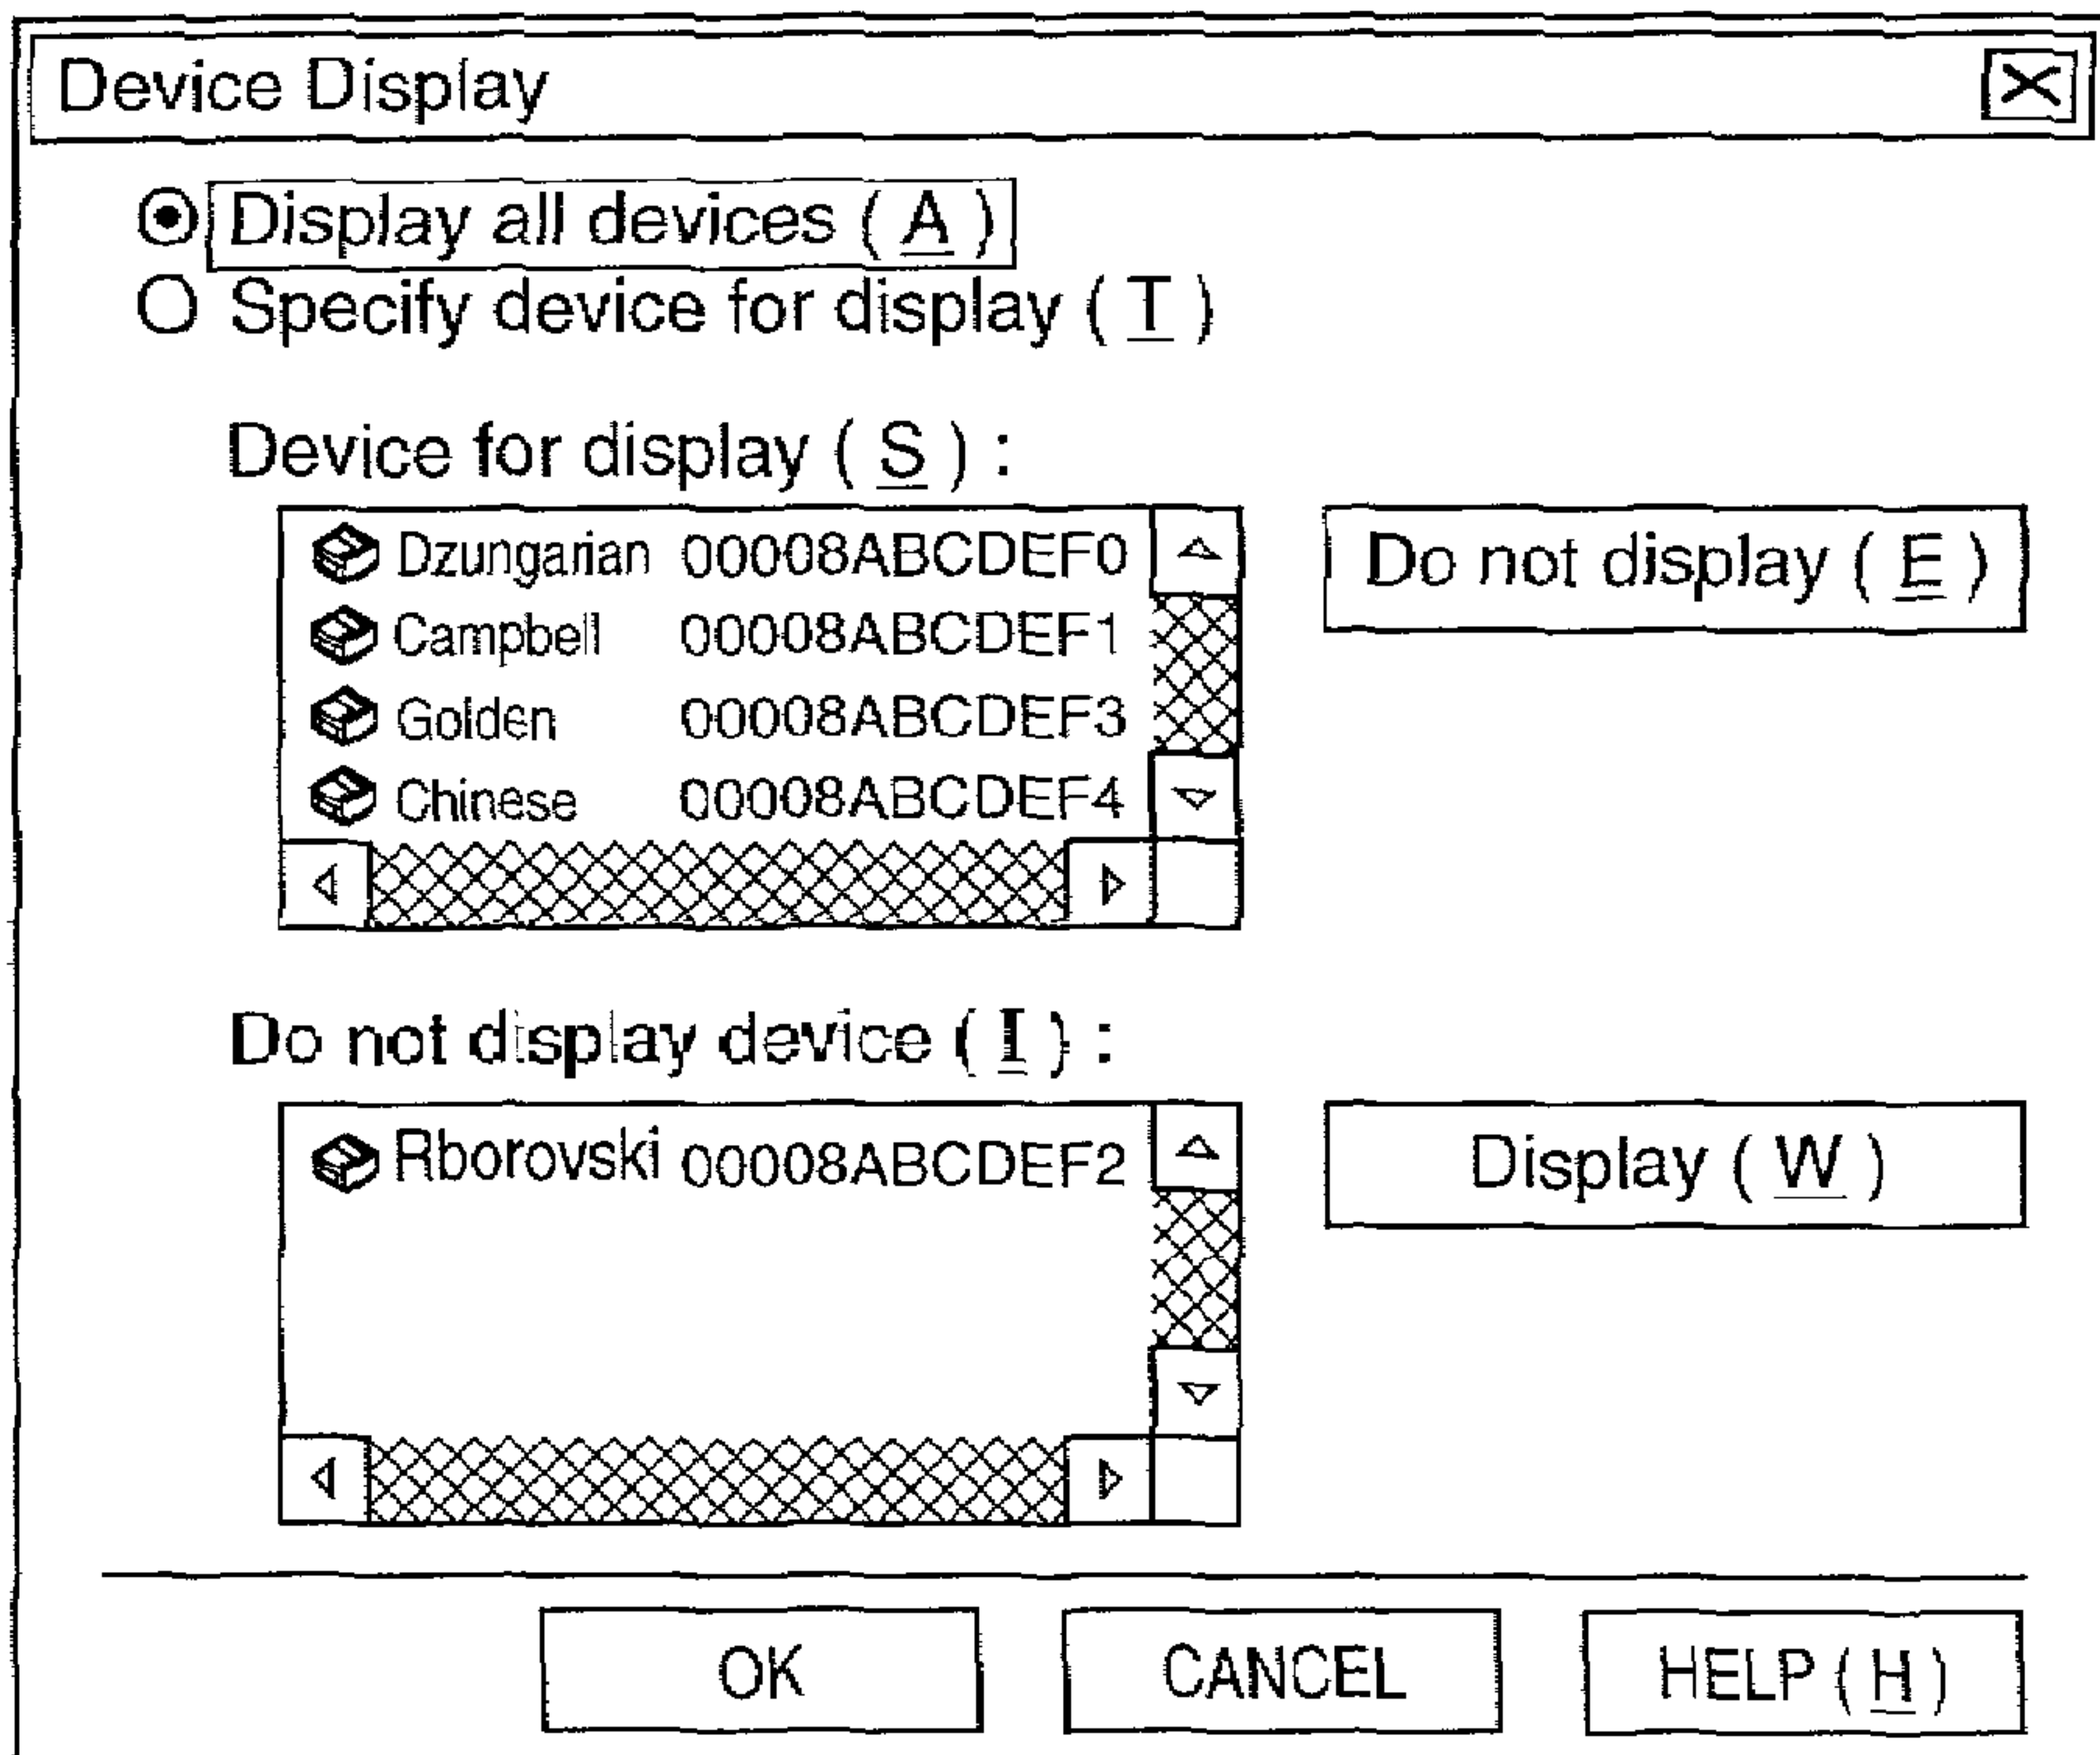 Device Display
Display all devices ( A )
Specify device for display ( T )
Device for display ( S ) :
Dzungarian 00008ABCDEF0
Do not display ( E )
Campbell 00008ABCDEF1
Golden 00008ABCDEF3
Chinese 00008ABCDEF4
Do not display device ( I ) :
Rborovski 00008ABCDEF2
Display ( W )
OK
CANCEL
HELP ( H )